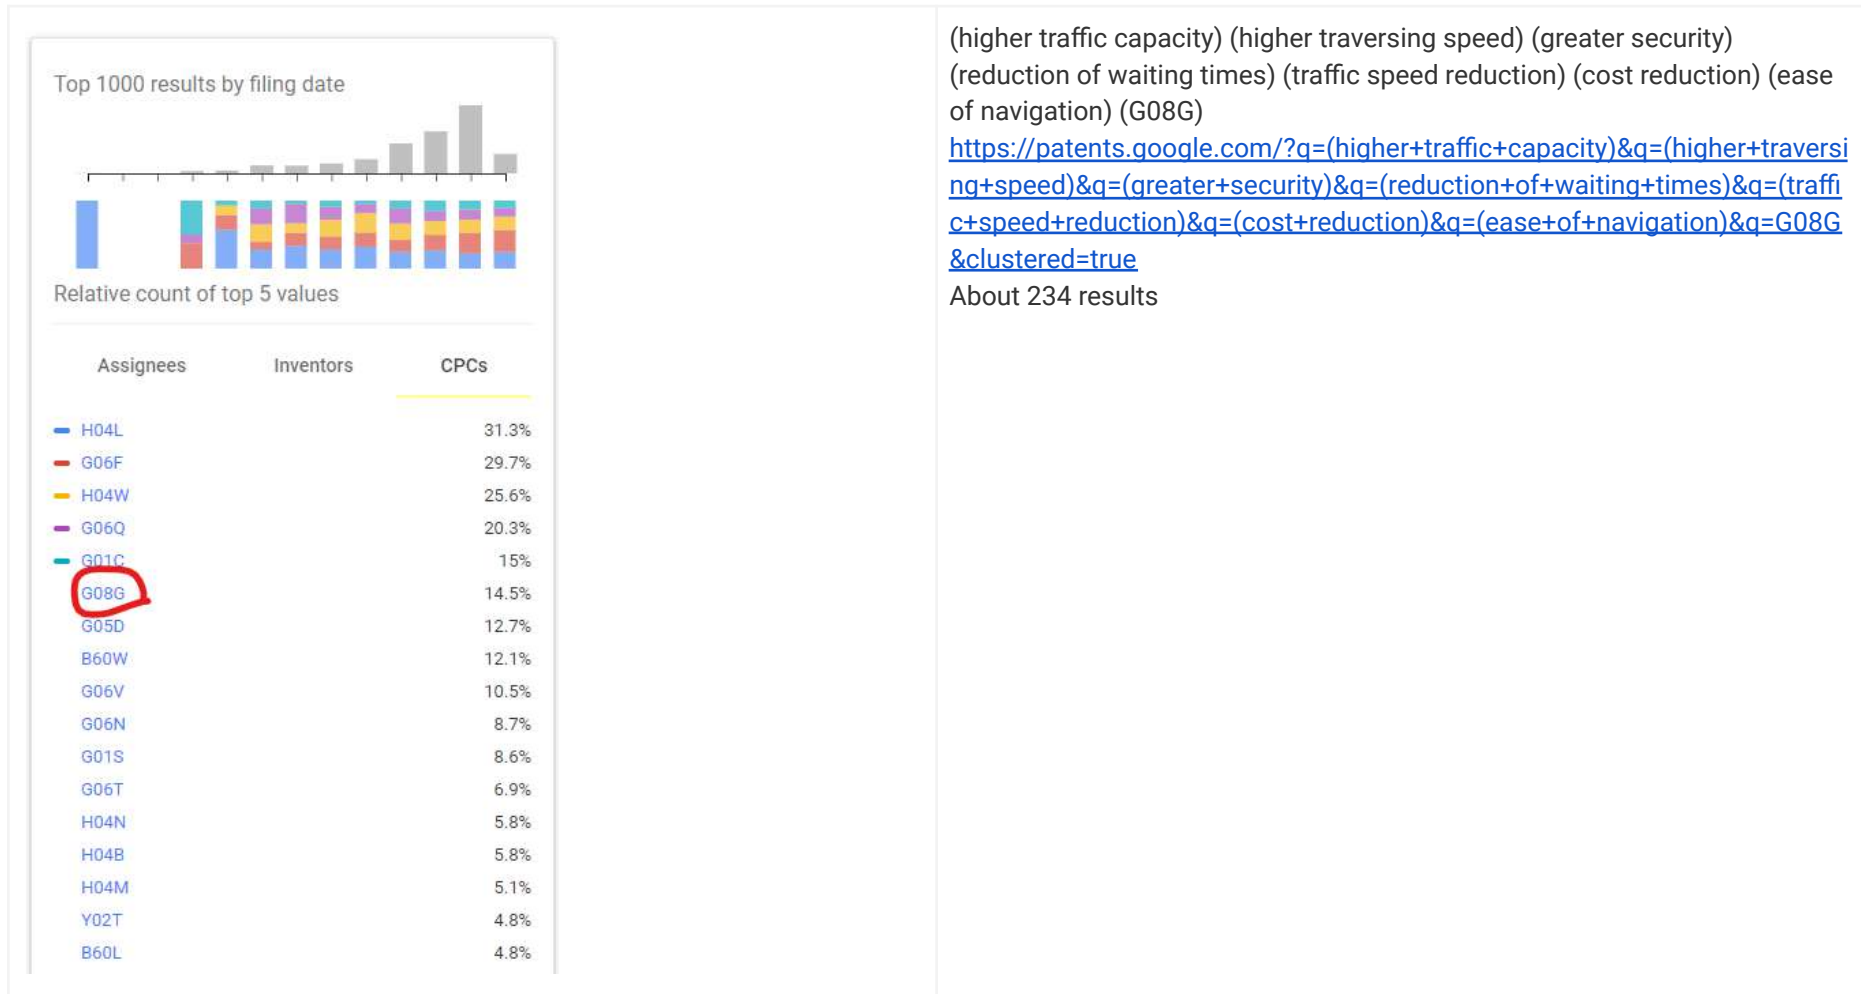 Top 1000 results by filing date
Relative count of top 5 values
Assignees Inventors CPCs
H04L 31.3%
G06F 29.7%
H04W 25.6%
G06Q 20.3%
G01C 15%
G08G 14.5%
G05D 12.7%
B60W 12.1%
G06V 10.5%
G06N 8.7%
G01S 8.6%
G06T 6.9%
H04N 5.8%
H04B 5.8%
H04M 5.1%
Y02T 4.8%
B60L 4.8%
(higher traffic capacity) (higher traversing speed) (greater security)
(reduction of waiting times) (traffic speed reduction) (cost reduction) (ease
of navigation) (G08G)
https://patents.google.com/?q=(higher+traffic+capacity)&q=(higher+traversi
ng+speed)&q=(greater+security)&q=(reduction+of+waiting+times)&q=(traffi
c+speed+reduction)&q=(cost+reduction)&q=(ease+of+navigation)&q=G08G
&clustered=true
About 234 results